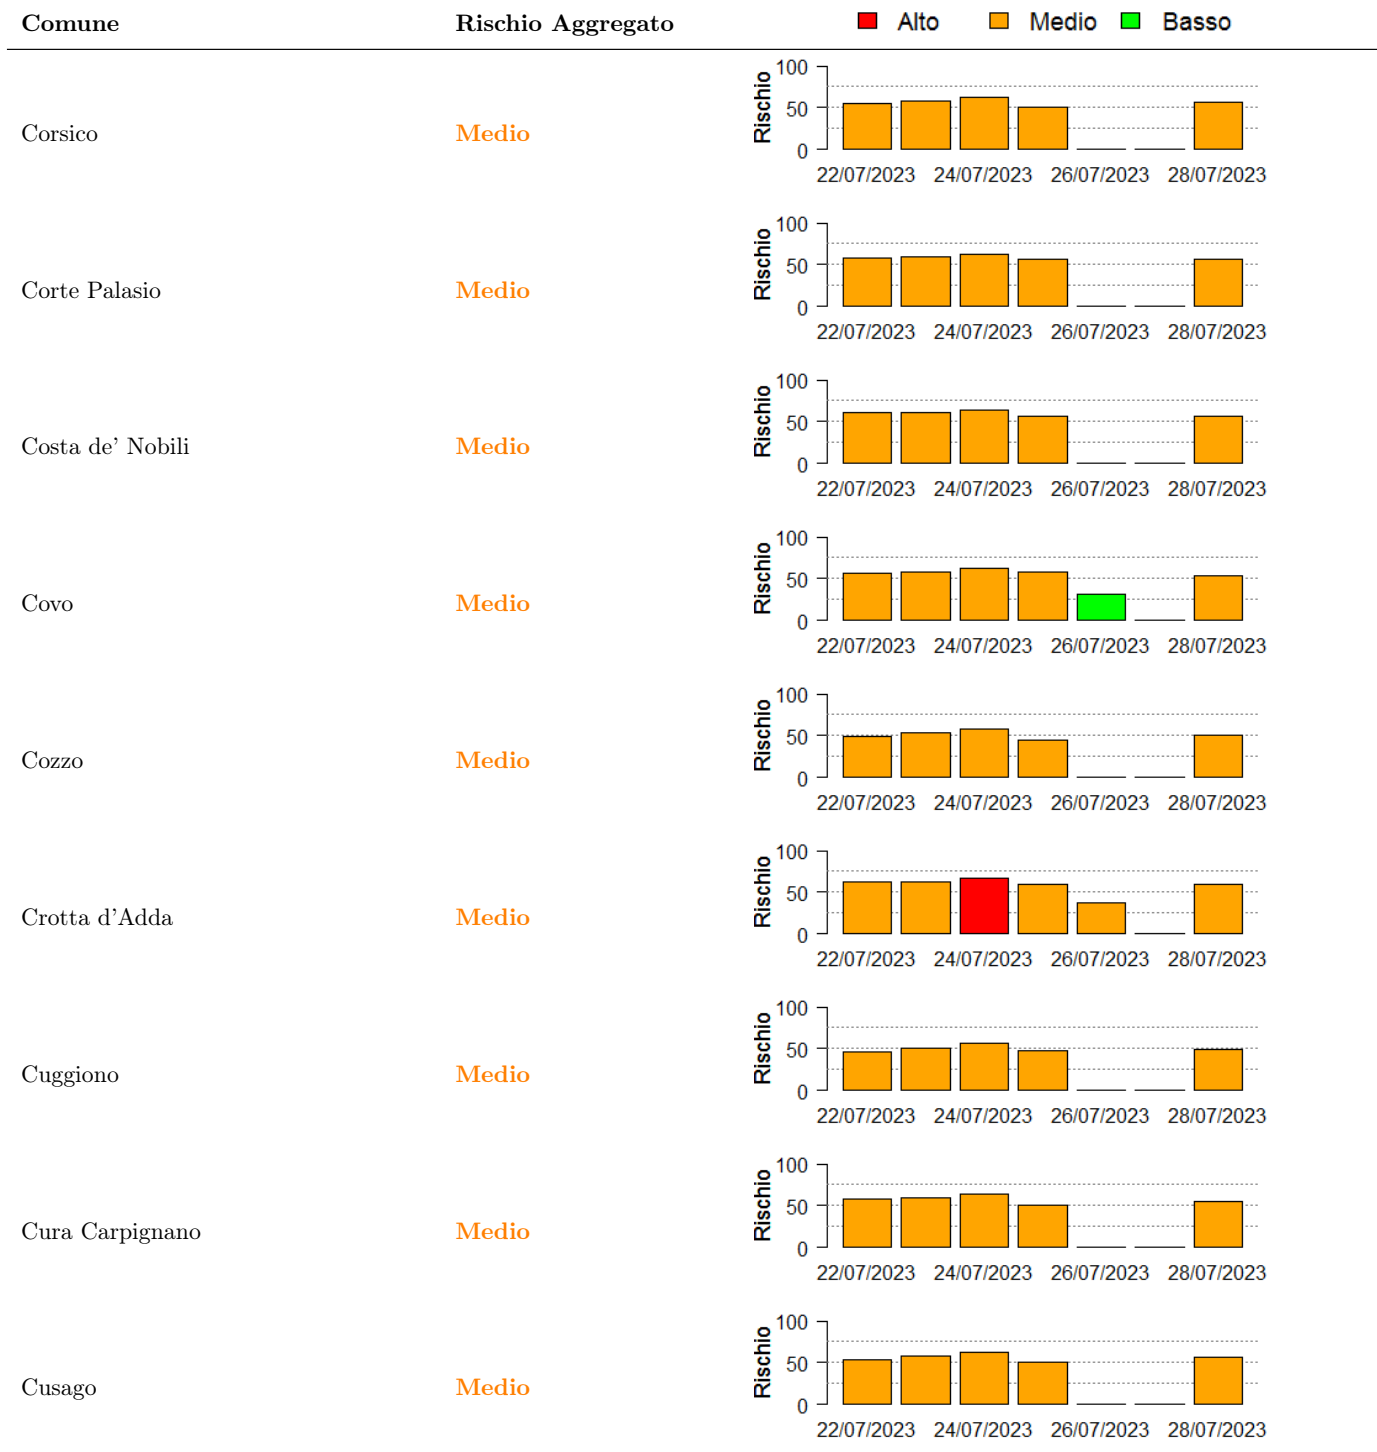 Comune Rischio Aggregato Alto Medio Basso
100
50
0
Rischio
Corsico Medio
22/07/2023 24/07/2023 26/07/2023 28/07/2023
100
50
0
Rischio
Corte Palasio Medio
22/07/2023 24/07/2023 26/07/2023 28/07/2023
100
50
0
Rischio
Costa de’ Nobili Medio
22/07/2023 24/07/2023 26/07/2023 28/07/2023
100
50
0
Rischio
Covo Medio
22/07/2023 24/07/2023 26/07/2023 28/07/2023
100
50
0
Rischio
Cozzo Medio
22/07/2023 24/07/2023 26/07/2023 28/07/2023
100
50
0
Rischio
Crotta d’Adda Medio
22/07/2023 24/07/2023 26/07/2023 28/07/2023
100
50
0
Rischio
Cuggiono Medio
22/07/2023 24/07/2023 26/07/2023 28/07/2023
100
50
0
Rischio
Cura Carpignano Medio
22/07/2023 24/07/2023 26/07/2023 28/07/2023
100
50
0
Rischio
Cusago Medio
22/07/2023 24/07/2023 26/07/2023 28/07/2023